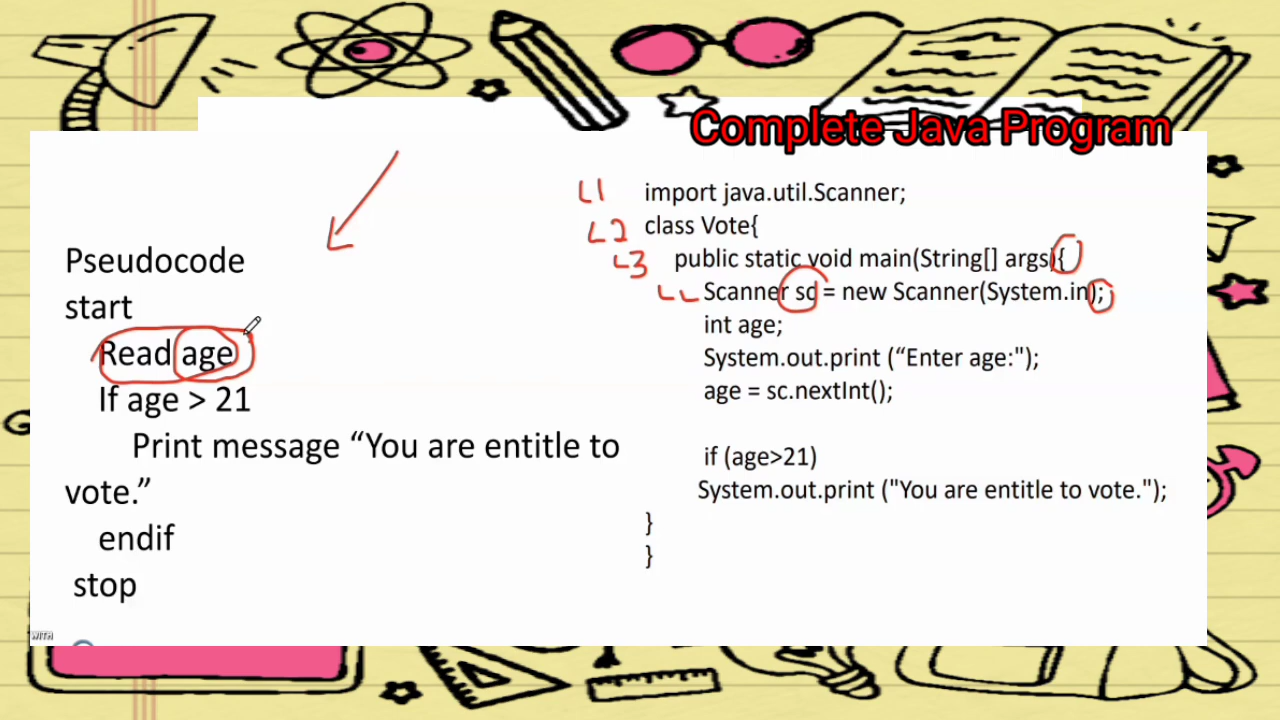 Complete Java Program
Pseudocode
start
Read age
If age > 21
Print message “You are entitle to
vote.”
endif
stop
L1 import java.util.Scanner;
L2 class Vote{
L3 public static void main(String[] args){
LL Scanner sc = new Scanner(System.in);
int age;
System.out.print (“Enter age:");
age = sc.nextInt();
if (age>21)
System.out.print ("You are entitle to vote.");
}
}
WITH